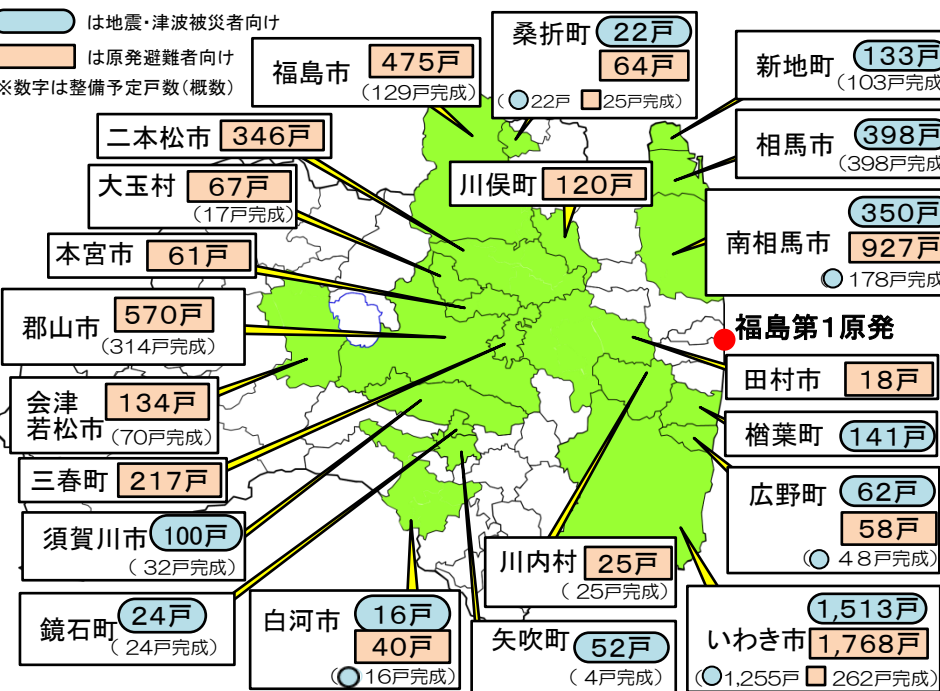 は地震・津波被災者向け
は原発避難者向け
※数字は整備予定戸数(概数)
福島市 475戸
(129戸完成)
桑折町 22戸
64戸
(22戸 25戸完成)
新地町 133戸
(103戸完成
相馬市 398戸
(398戸完成
二本松市 346戸
大玉村 67戸
(17戸完成)
川俣町 120戸
350戸
南相馬市 927戸
178戸完成
本宮市 61戸
郡山市 570戸
(314戸完成)
福島第1原発
田村市 18戸
会津
若松市 134戸
(70戸完成)
楢葉町 141戸
三春町 217戸
広野町 62戸
58戸
(48戸完成)
須賀川市 100戸
(32戸完成)
川内村 25戸
(25戸完成)
鏡石町 24戸
(24戸完成)
白河市 16戸
40戸
(16戸完成)
矢吹町 52戸
(4戸完成)
1,513戸
いわき市 1,768戸
(1,255戸 262戸完成)